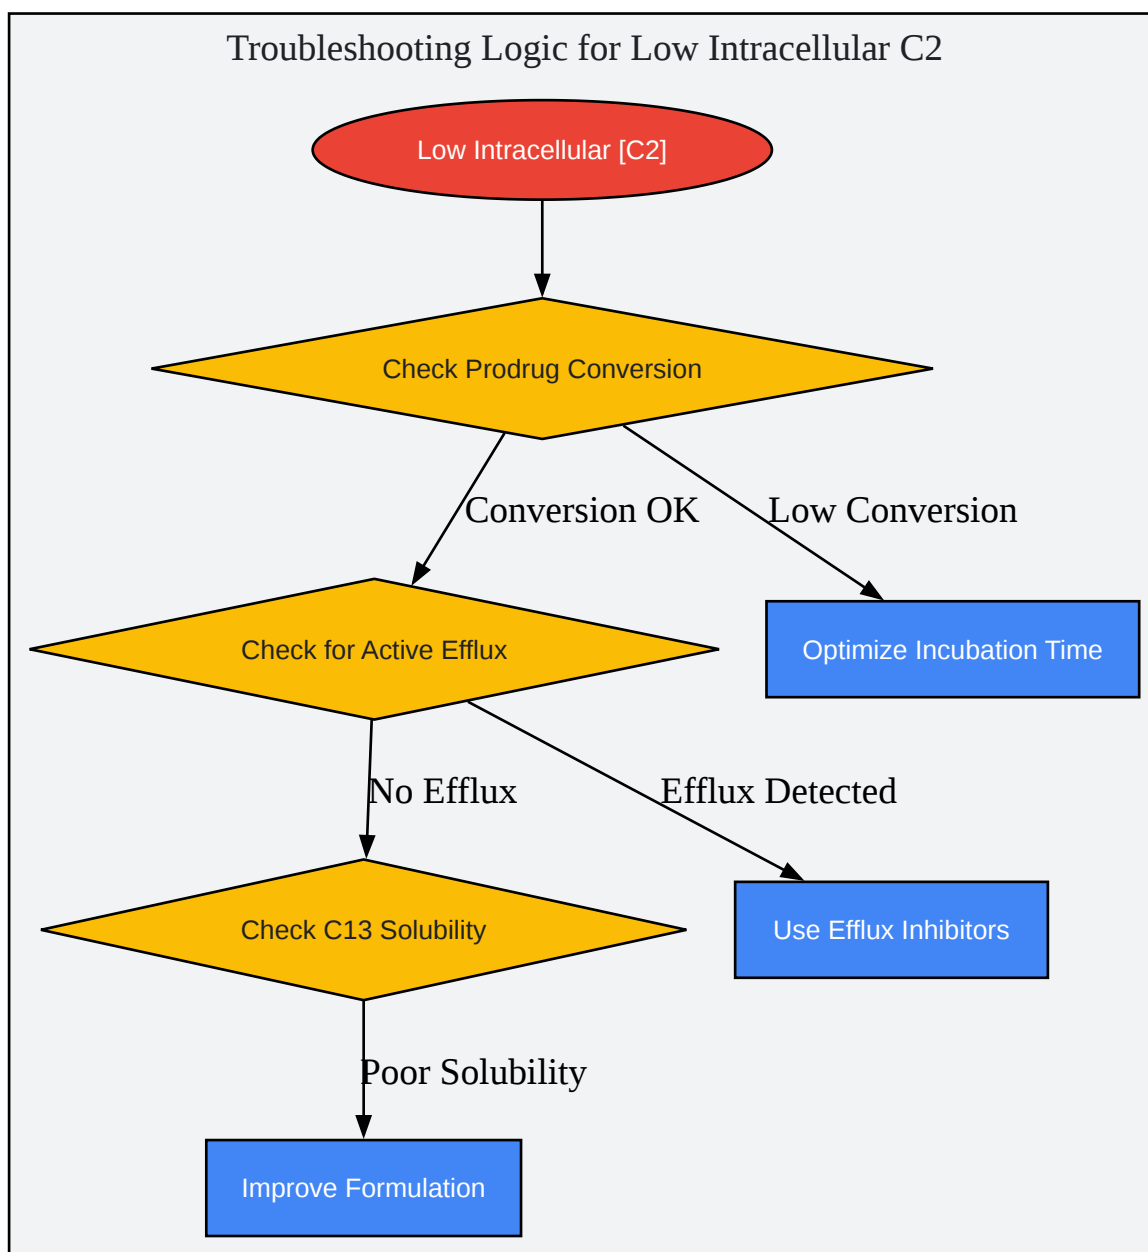 Troubleshooting Logic for Low Intracellular C2
Low Intracellular [C2]
Check Prodrug Conversion
Conversion OK
Low Conversion
Check for Active Efflux
Optimize Incubation Time
No Efflux
Efflux Detected
Check C13 Solubility
Use Efflux Inhibitors
Poor Solubility
Improve Formulation